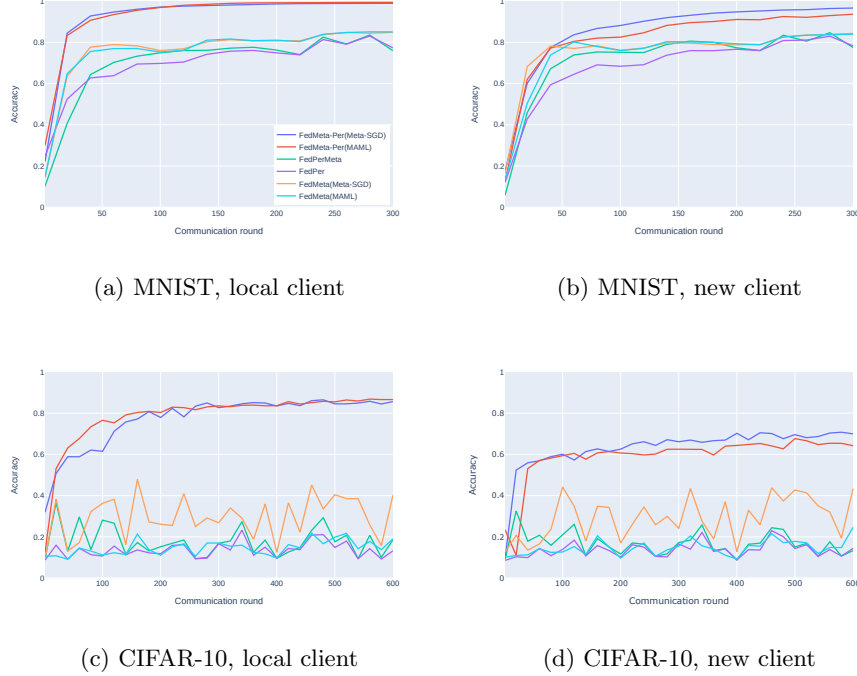 1
0.8
0.6
0.4
0.2
0
Accuracy
50
100
150
200
250
300
Communication round
FedMeta-Per(Meta-SGD)
FedMeta-Per(MAML)
FedPerMeta
FedPer
FedMeta(Meta-SGD)
FedMeta(MAML)
(a) MNIST, local client
1
0.8
0.6
0.4
0.2
0
Accuracy
50
100
150
200
250
300
Communication round
(b) MNIST, new client
1
0.8
0.6
0.4
0.2
0
Accuracy
100
200
300
400
500
600
Communication round
(c) CIFAR-10, local client
1
0.8
0.6
0.4
0.2
0
Accuracy
100
200
300
400
500
600
Communication round
(d) CIFAR-10, new client